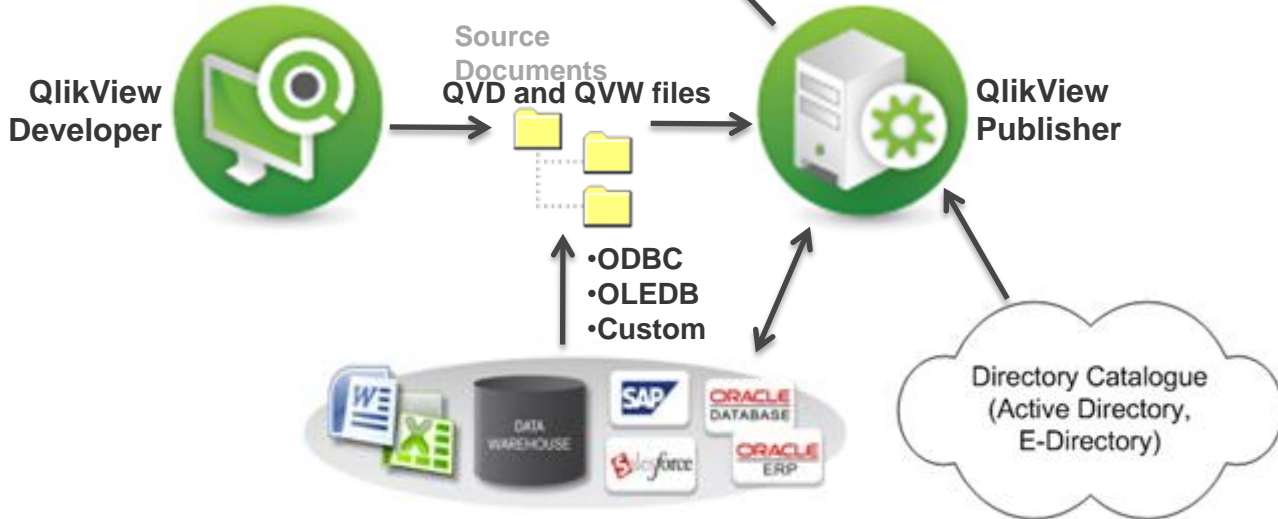 Source
Documents
QVD and QVW files
QlikView
Developer
QlikView
Publisher
•ODBC
•OLEDB
•Custom
W
X
DATA
WAREHOUSE
SAP
ORACLE
DATABASE
salesforce
ORACLE
ERP
Directory Catalogue
(Active Directory,
E-Directory)